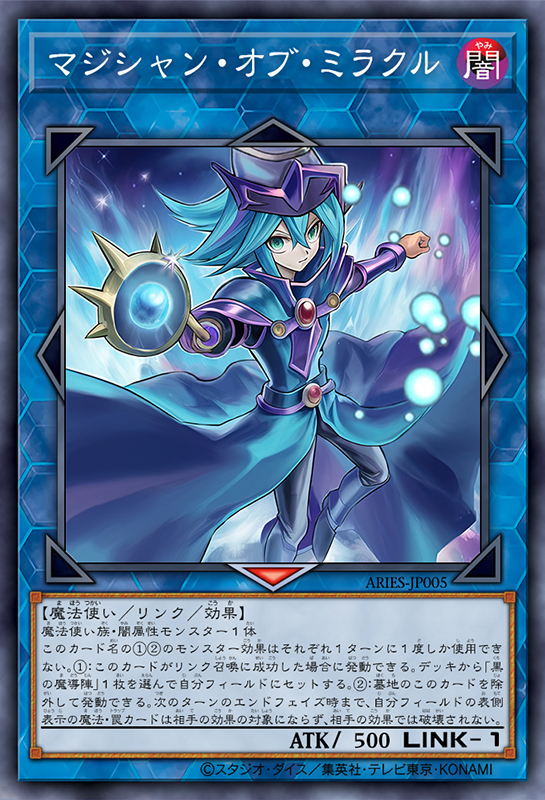 マジシャン・オブ・ミラクル 闇
ARIES-JP005
【魔法使い／リンク／効果】
魔法使い族・闇属性モンスター１体
このカード名の①②のモンスター効果はそれぞれ１ターンに１度しか使用でき
ない。①：このカードがリンク召喚に成功した場合に発動できる。デッキから「黒
の魔導陣」１枚を選んで自分フィールドにセットする。②：墓地のこのカードを除
外して発動できる。次のターンのエンドフェイズ時まで、自分フィールドの表側
表示の魔法・罠カードは相手の効果の対象にならず、相手の効果では破壊されない。
ATK/ 500 LINK-1
©スタジオ・ダイス／集英社・テレビ東京・KONAMI